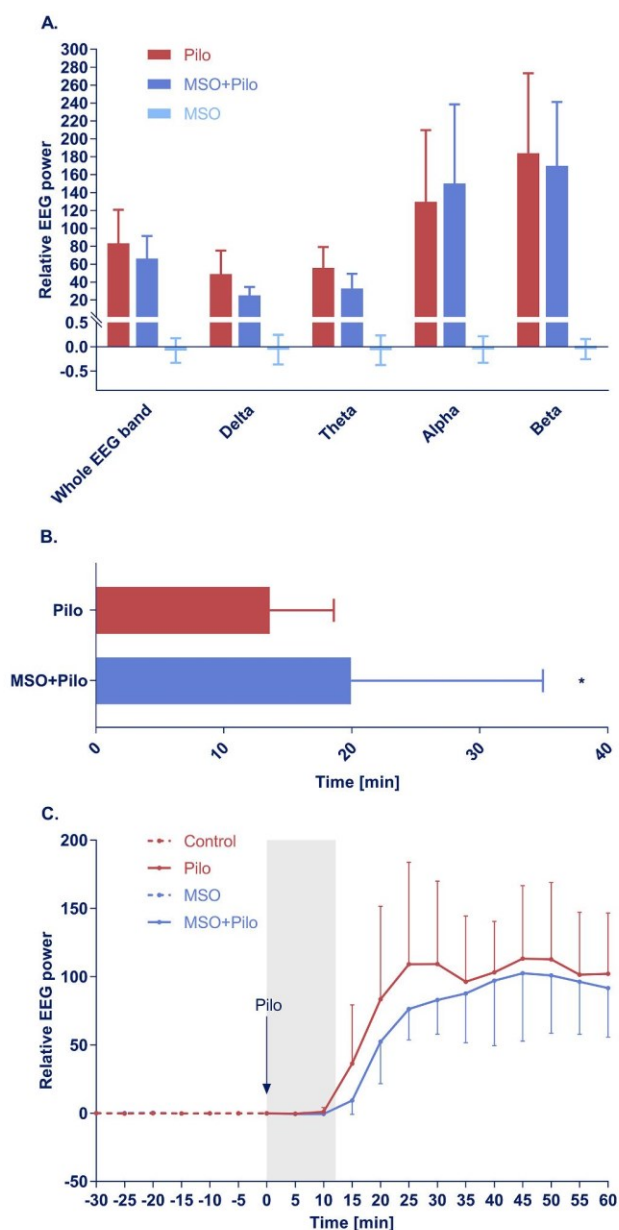 A.
300
280
260
240
220
200
180
160
140
120
100
80
60
40
20
0.5
0.0
-0.5
Relative EEG power
Pilo
MSO+Pilo
MSO
Whole EEG band
Delta
Theta
Alpha
Beta
B.
Pilo
MSO+Pilo
*
0
10
20
30
40
Time [min]
C.
200
150
100
50
0
-50
Relative EEG power
Control
Pilo
MSO
MSO+Pilo
Pilo
-30 -25 -20 -15 -10 -5 0 5 10 15 20 25 30 35 40 45 50 55 60
Time [min]